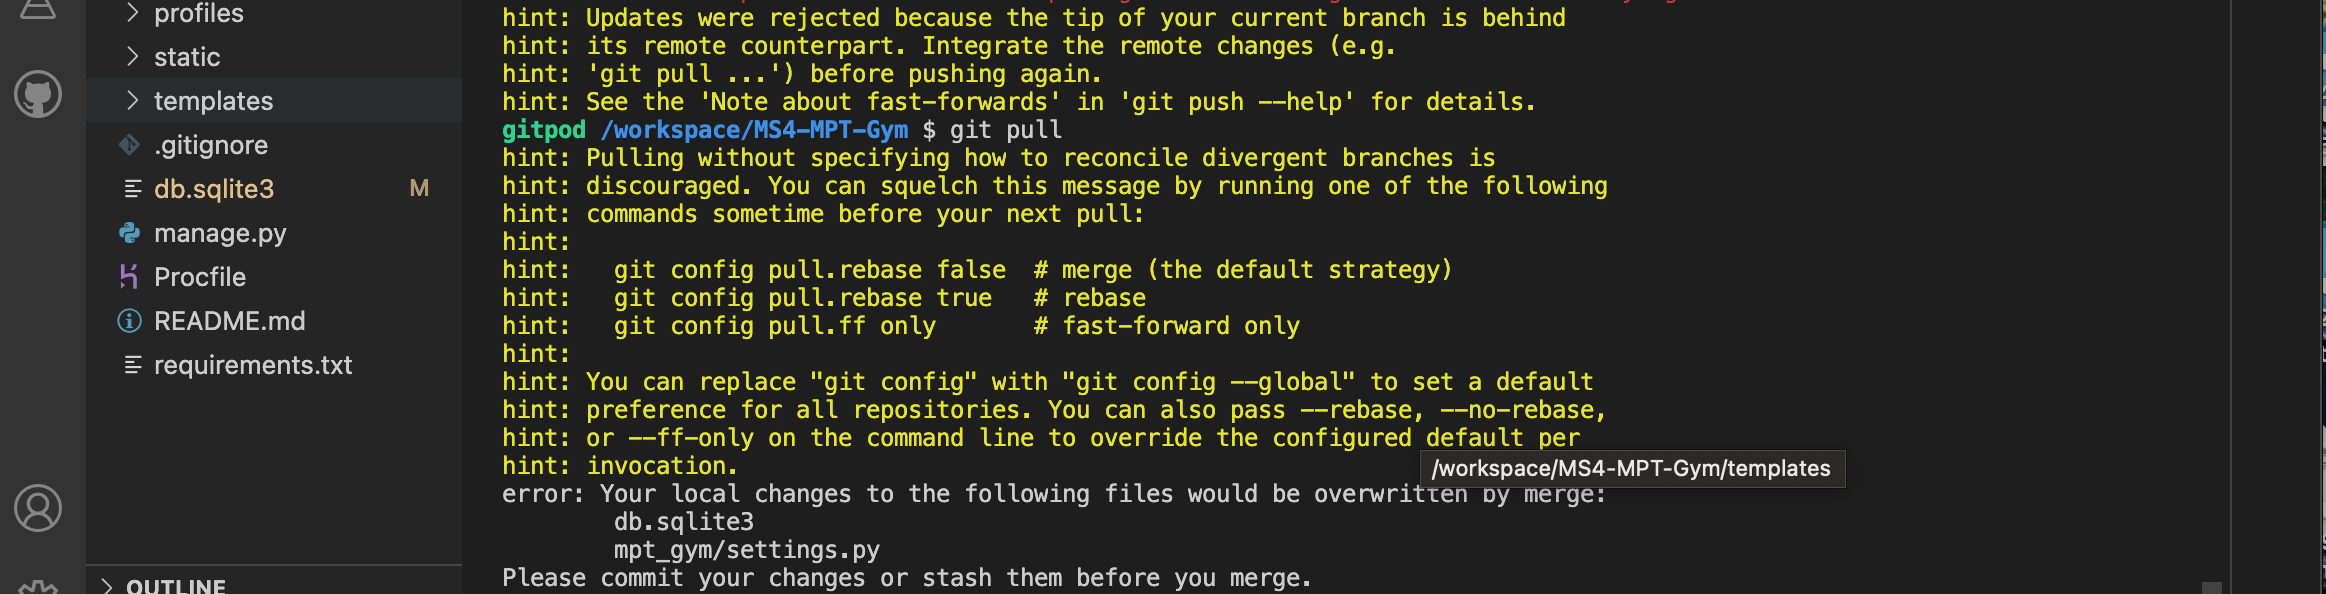 profiles
static
templates
.gitignore
db.sqlite3 M
manage.py
Procfile
README.md
requirements.txt
OUTLINE
hint: Updates were rejected because the tip of your current branch is behind
hint: its remote counterpart. Integrate the remote changes (e.g.
hint: 'git pull ...') before pushing again.
hint: See the 'Note about fast-forwards' in 'git push --help' for details.
gitpod /workspace/MS4-MPT-Gym $ git pull
hint: Pulling without specifying how to reconcile divergent branches is
hint: discouraged. You can squelch this message by running one of the following
hint: commands sometime before your next pull:
hint:
hint:   git config pull.rebase false  # merge (the default strategy)
hint:   git config pull.rebase true   # rebase
hint:   git config pull.ff only       # fast-forward only
hint:
hint: You can replace "git config" with "git config --global" to set a default
hint: preference for all repositories. You can also pass --rebase, --no-rebase,
hint: or --ff-only on the command line to override the configured default per
hint: invocation.
/workspace/MS4-MPT-Gym/templates
error: Your local changes to the following files would be overwritten by merge:
db.sqlite3
mpt_gym/settings.py
Please commit your changes or stash them before you merge.